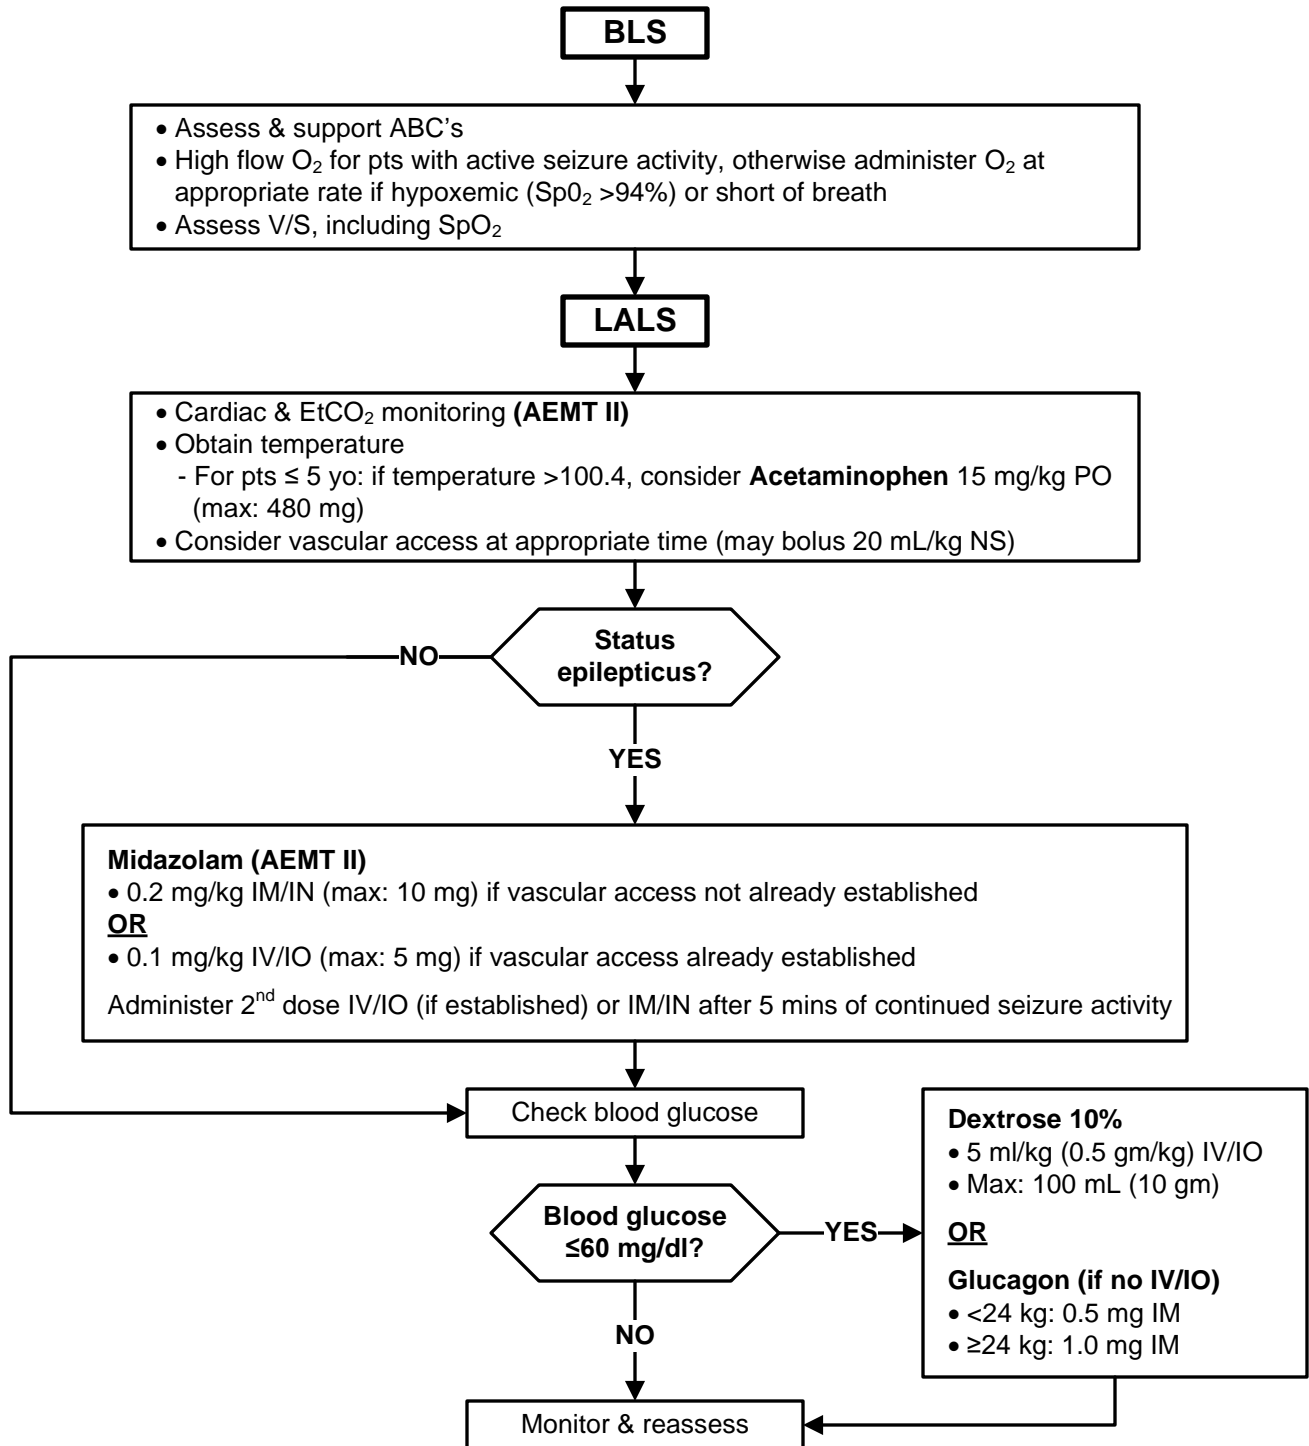 BLS
• Assess & support ABC's
• High flow O₂ for pts with active seizure activity, otherwise administer O₂ at
appropriate rate if hypoxemic (Sp0₂ >94%) or short of breath
• Assess V/S, including SpO₂
LALS
• Cardiac & EtCO₂ monitoring (AEMT II)
• Obtain temperature
- For pts ≤ 5 yo: if temperature >100.4, consider Acetaminophen 15 mg/kg PO
(max: 480 mg)
• Consider vascular access at appropriate time (may bolus 20 mL/kg NS)
Status
epilepticus?
NO
YES
Midazolam (AEMT II)
• 0.2 mg/kg IM/IN (max: 10 mg) if vascular access not already established
OR
• 0.1 mg/kg IV/IO (max: 5 mg) if vascular access already established
Administer 2nd dose IV/IO (if established) or IM/IN after 5 mins of continued seizure activity
Check blood glucose
Blood glucose
≤60 mg/dl?
YES
NO
Dextrose 10%
• 5 ml/kg (0.5 gm/kg) IV/IO
• Max: 100 mL (10 gm)
OR
Glucagon (if no IV/IO)
• <24 kg: 0.5 mg IM
• ≥24 kg: 1.0 mg IM
Monitor & reassess